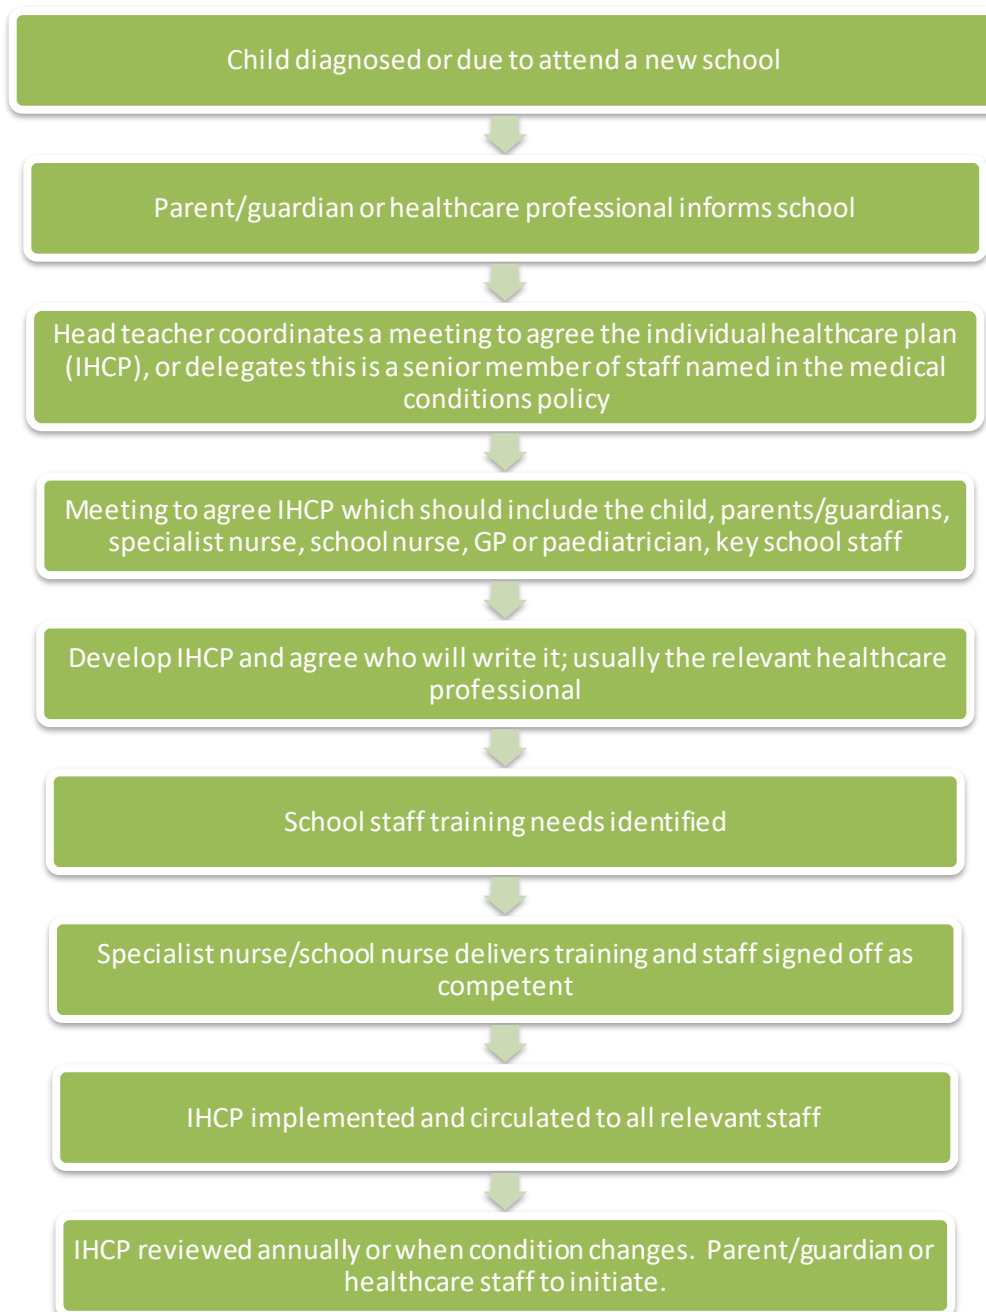 Child diagnosed or due to attend a new school
Parent/guardian or healthcare professional informs school
Head teacher coordinates a meeting to agree the individual healthcare plan
(IHCP), or delegates this is a senior member of staff named in the medical
conditions policy
Meeting to agree IHCP which should include the child, parents/guardians,
specialist nurse, school nurse, GP or paediatrician, key school staff
Develop IHCP and agree who will write it; usually the relevant healthcare
professional
School staff training needs identified
Specialist nurse/school nurse delivers training and staff signed off as
competent
IHCP implemented and circulated to all relevant staff
IHCP reviewed annually or when condition changes.  Parent/guardian or
healthcare staff to initiate.